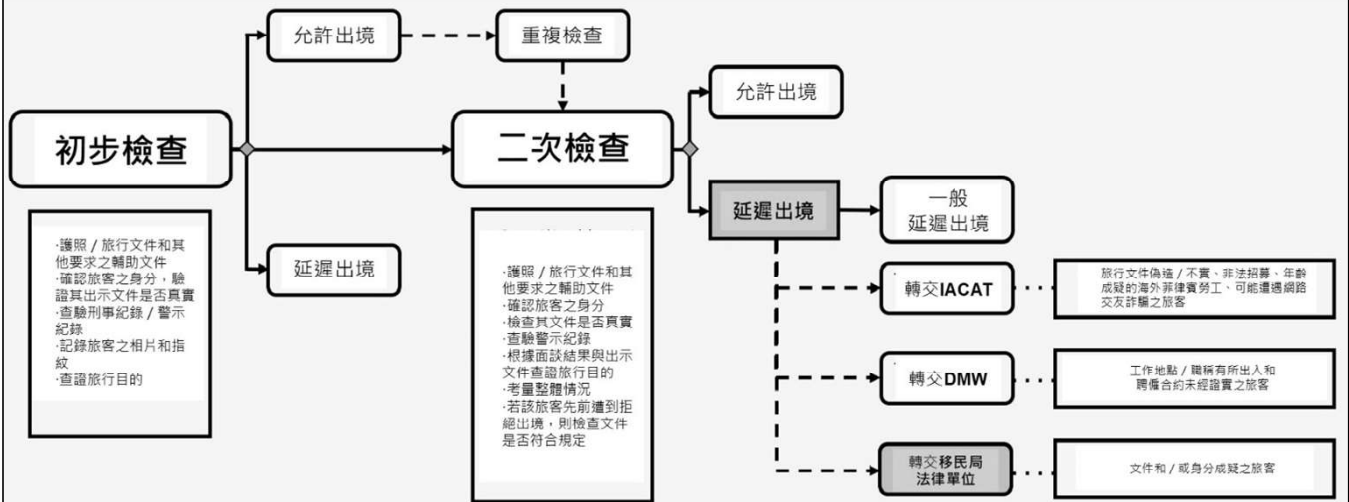 允許出境
重複檢查
初步檢查
二次檢查
允許出境
延遲出境
延遲出境
一般
延遲出境
·護照 / 旅行文件和其
他要求之輔助文件
·確認旅客之身分，驗
證其出示文件是否真實
·查驗刑事紀錄 / 警示
紀錄
·記錄旅客之相片和指
紋
·查證旅行目的
·護照 / 旅行文件和其
他要求之輔助文件
·確認旅客之身分
·檢查其文件是否真實
·查驗警示紀錄
·根據面談結果與出示
文件查證旅行目的
·考量整體情況
·若該旅客先前遭到拒
絕出境，則檢查文件
是否符合規定
轉交IACAT
旅行文件偽造 / 不實、非法招募、年齡
成疑的海外菲律賓勞工、可能遭遇網路
交友詐騙之旅客
轉交DMW
工作地點 / 職稱有所出入和
聘僱合約未經證實之旅客
轉交移民局
法律單位
文件和 / 或身分成疑之旅客